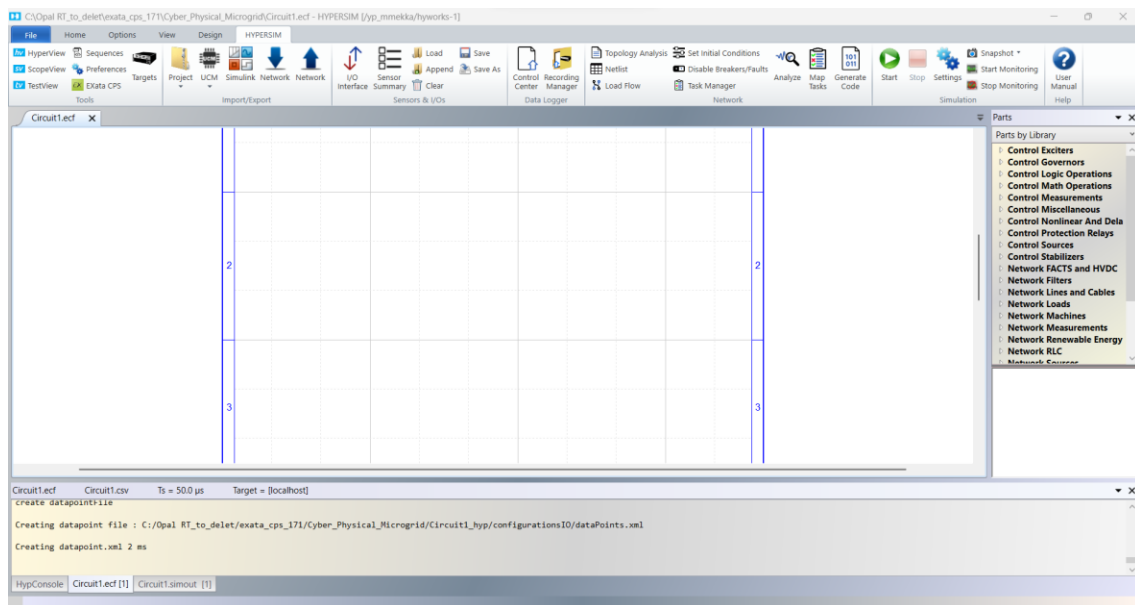 C:\Opal RT_to_delet\exata_cps_171\Cyber_Physical_Microgrid\Circuit1.ecf - HYPERSIM [/yp_mmekka/hyworks-1]
File Home Options View Design HYPERSIM
HyperView Sequences
ScopeView Preferences
TestView EXata CPS
Targets
Tools
Project UCM Simulink Network Network
Import/Export
I/O Interface
Sensor Summary
Load Save
Append Save As
Clear
Sensors & I/Os
Control Center
Recording Manager
Data Logger
Topology Analysis Set Initial Conditions
Netlist Disable Breakers/Faults
Load Flow Task Manager
Analyze
Map Tasks
Generate Code
Network
Start Stop Settings
Snapshot
Start Monitoring
Stop Monitoring
Simulation
User Manual
Help
Circuit1.ecf
2 2
3 3
Parts
Parts by Library
Control Exciters
Control Governors
Control Logic Operations
Control Math Operations
Control Measurements
Control Miscellaneous
Control Nonlinear And Dela
Control Protection Relays
Control Sources
Control Stabilizers
Network FACTS and HVDC
Network Filters
Network Lines and Cables
Network Loads
Network Machines
Network Measurements
Network Renewable Energy
Network RLC
Network Sources
Circuit1.ecf Circuit1.csv Ts = 50.0 µs Target = [localhost]
create datapointFile
Creating datapoint file : C:/Opal RT_to_delet/exata_cps_171/Cyber_Physical_Microgrid/Circuit1_hyp/configurationsIO/dataPoints.xml
Creating datapoint.xml 2 ms
HypConsole Circuit1.ecf [1] Circuit1.simout [1]